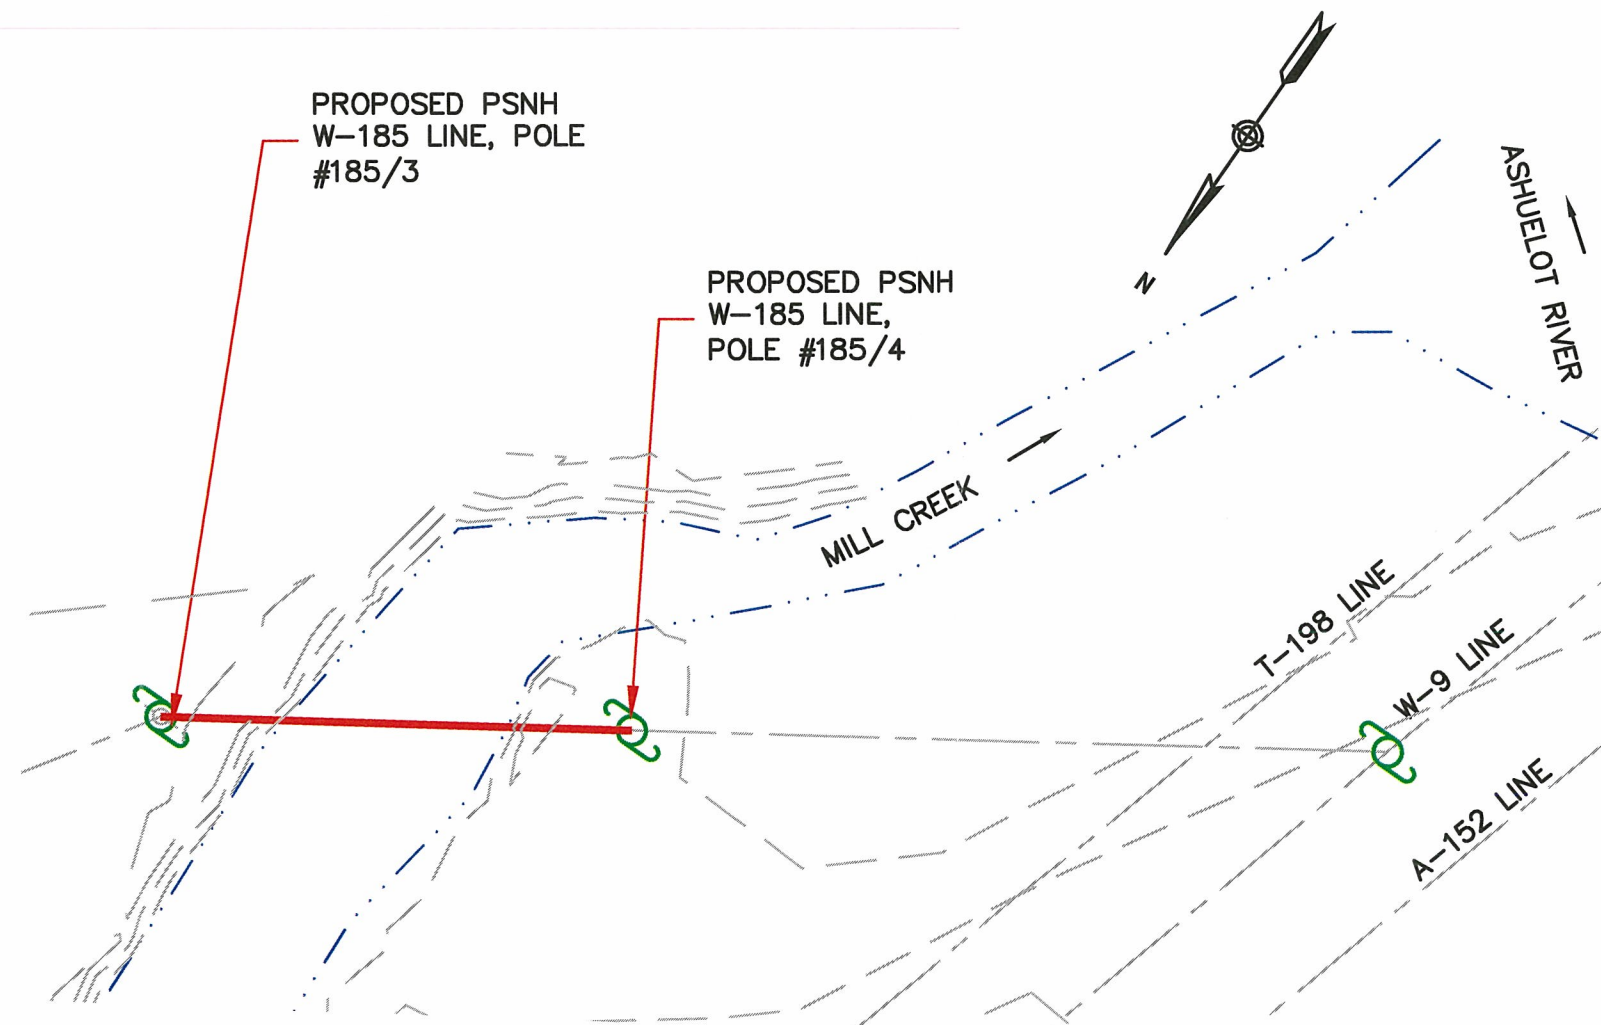 PROPOSED PSNH
W-185 LINE, POLE
#185/3
PROPOSED PSNH
W-185 LINE,
POLE #185/4
N
ASHUELOT RIVER
MILL CREEK
T-198 LINE
W-9 LINE
A-152 LINE